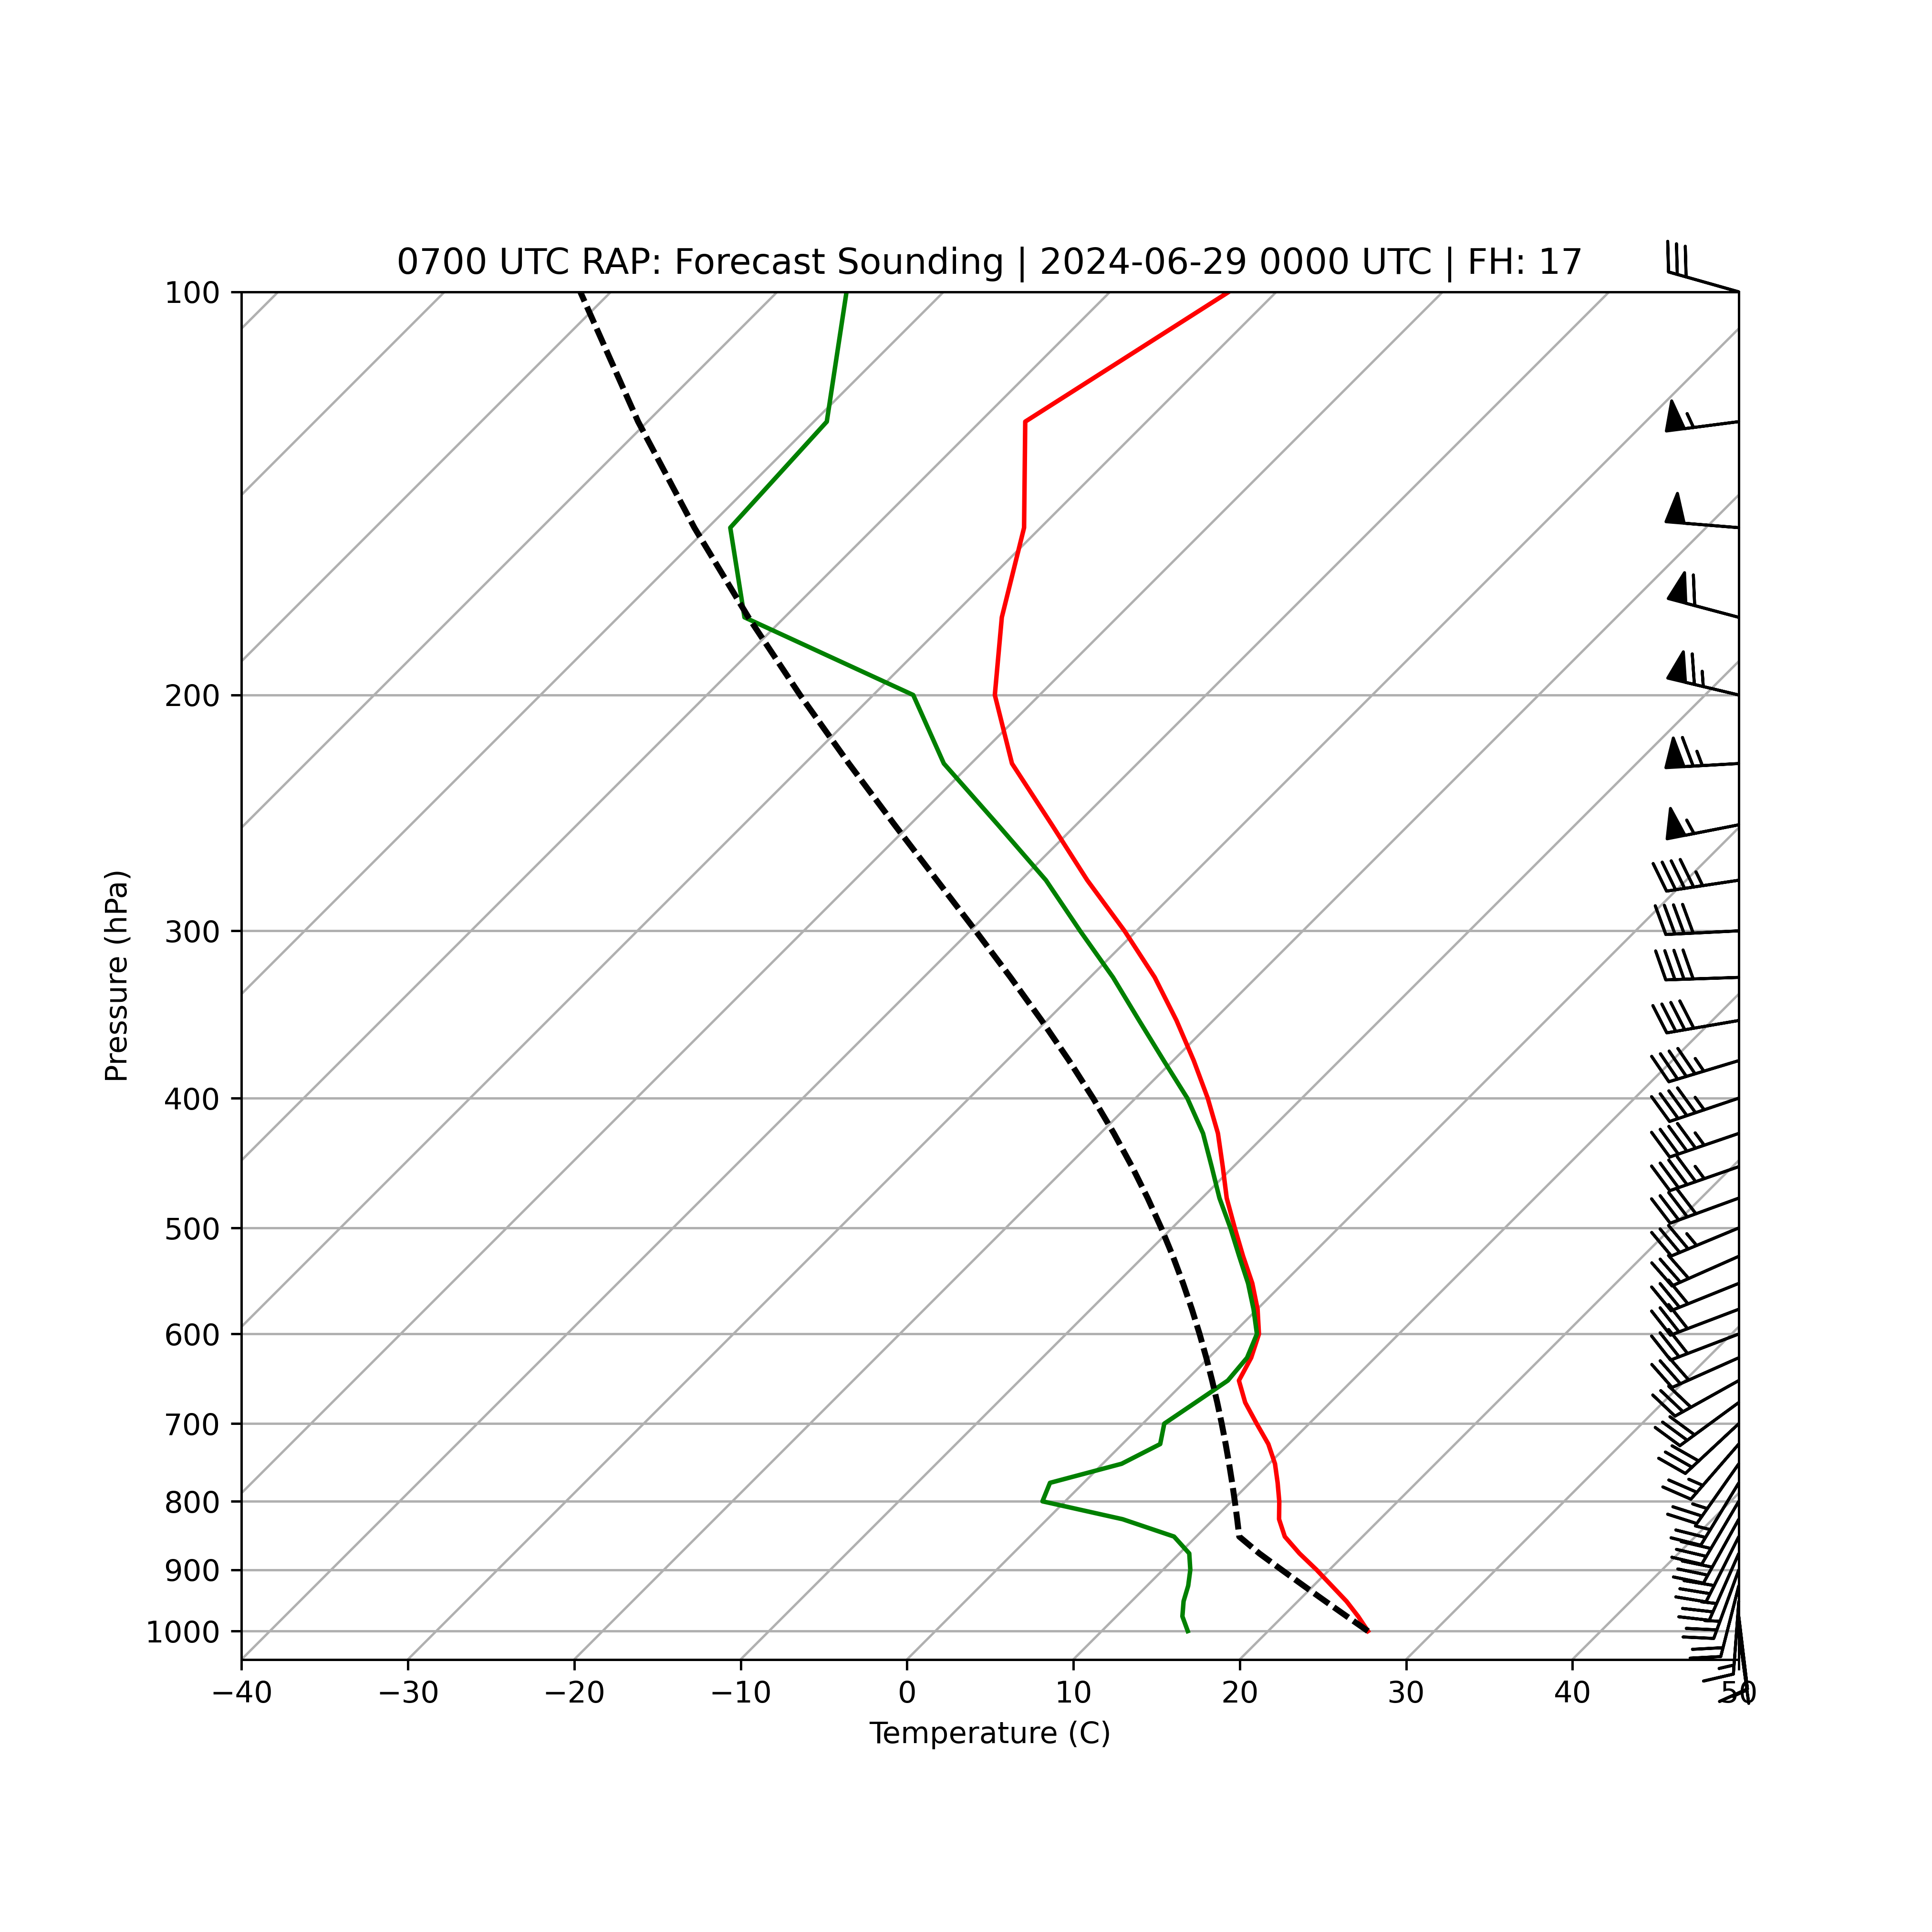 0700 UTC RAP: Forecast Sounding | 2024-06-29 0000 UTC | FH: 17
100
200
300
400
500
600
700
800
900
1000
Pressure (hPa)
−40 −30 −20 −10 0 10 20 30 40 50
Temperature (C)